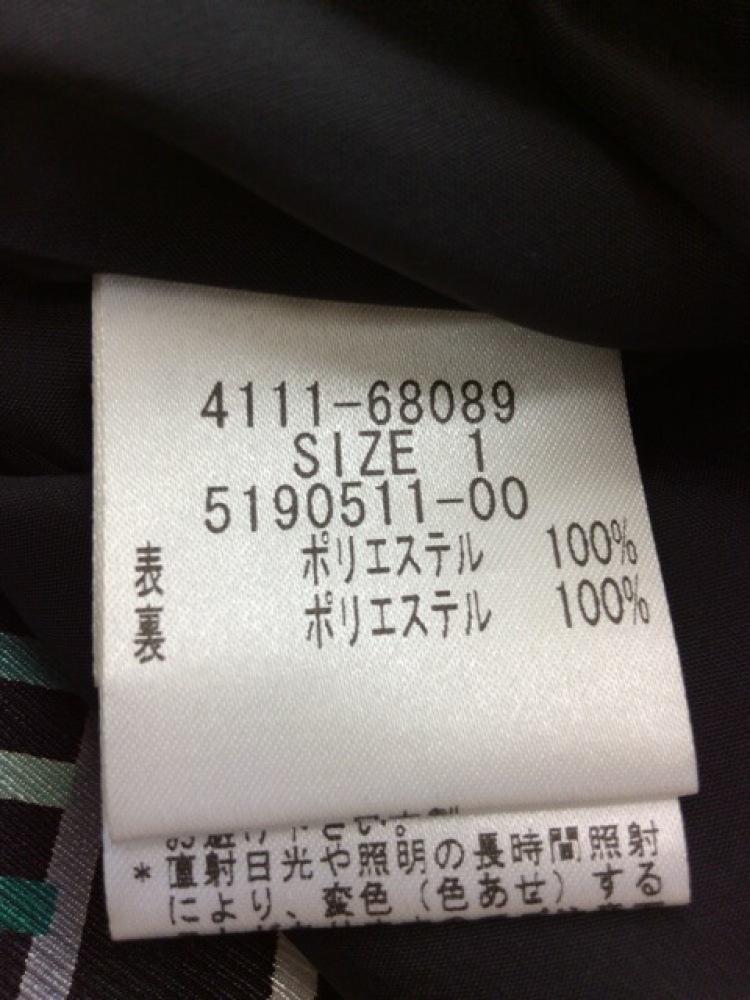 4111-68089
SIZE 1
5190511-00
表 ポリエステル 100%
裏 ポリエステル 100%
*直射日光や照明の長時間照射
により、変色(色あせ)する